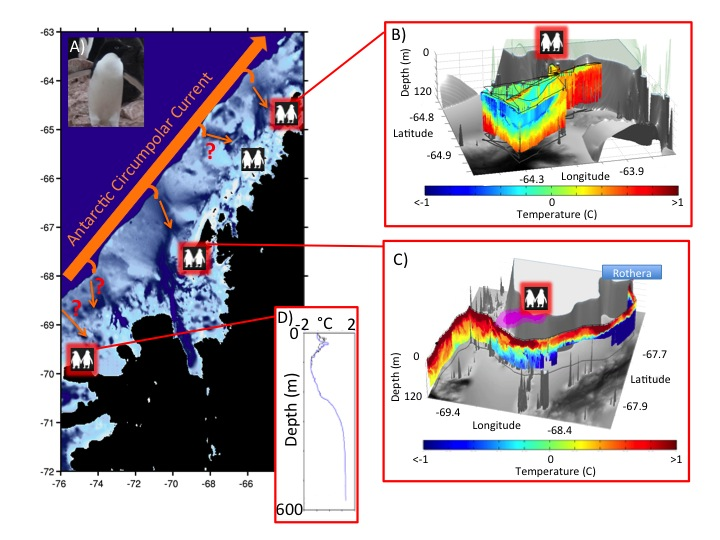 A)
Antarctic Circumpolar Current
?
?
?
-63
-64
-65
-66
-67
-68
-69
-70
-71
-72
-76
-74
-72
-70
-68
-66
B)
Depth (m)
0
120
-64.8
Latitude
-64.9
-64.3
Longitude
-63.9
<-1
0
>1
Temperature (C)
C)
Rothera
Depth (m)
0
120
-67.7
Latitude
-67.9
-69.4
Longitude
-68.4
<-1
0
>1
Temperature (C)
D)
-2 °C 2
0
Depth (m)
600